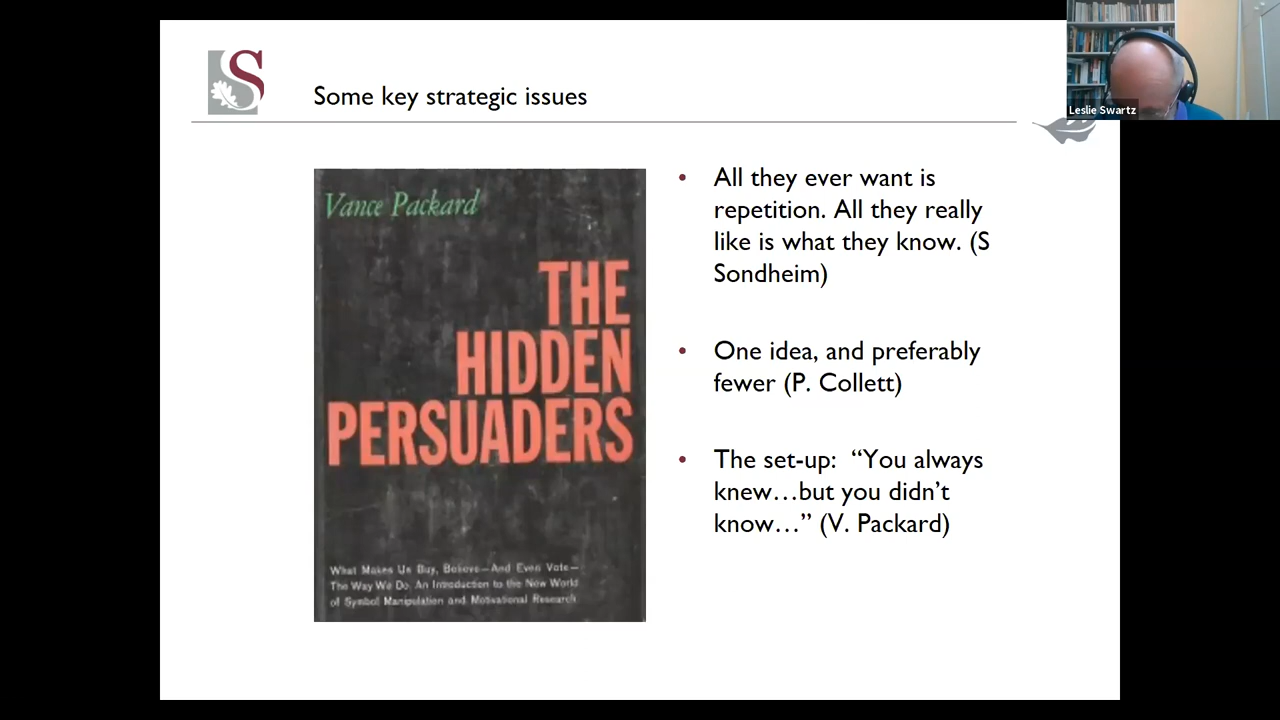 S
Some key strategic issues
Leslie Swartz
Vance Packard
THE
HIDDEN
PERSUADERS
What Makes Us Buy, Believe—And Even Vote—
The Way We Do. An Introduction to the New World
of Symbol Manipulation and Motivational Research
• All they ever want is
repetition. All they really
like is what they know. (S
Sondheim)
• One idea, and preferably
fewer (P. Collett)
• The set-up:  “You always
knew…but you didn’t
know…” (V. Packard)